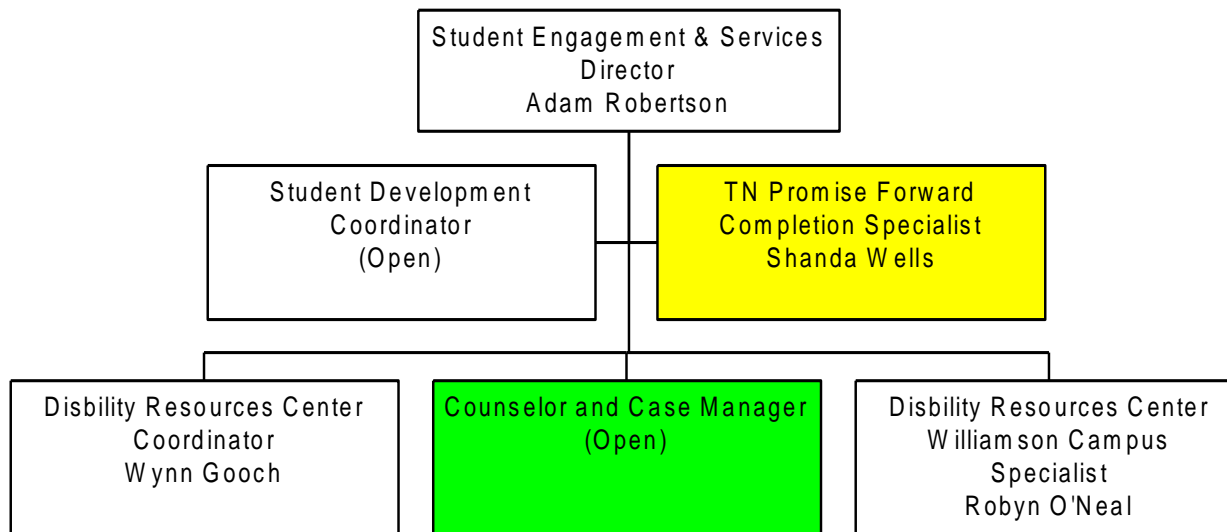 Student Engagement & Services
Director
Adam Robertson
Student Development
Coordinator
(Open)
TN Promise Forward
Completion Specialist
Shanda Wells
Disbility Resources Center
Coordinator
Wynn Gooch
Counselor and Case Manager
(Open)
Disbility Resources Center
Williamson Campus
Specialist
Robyn O'Neal